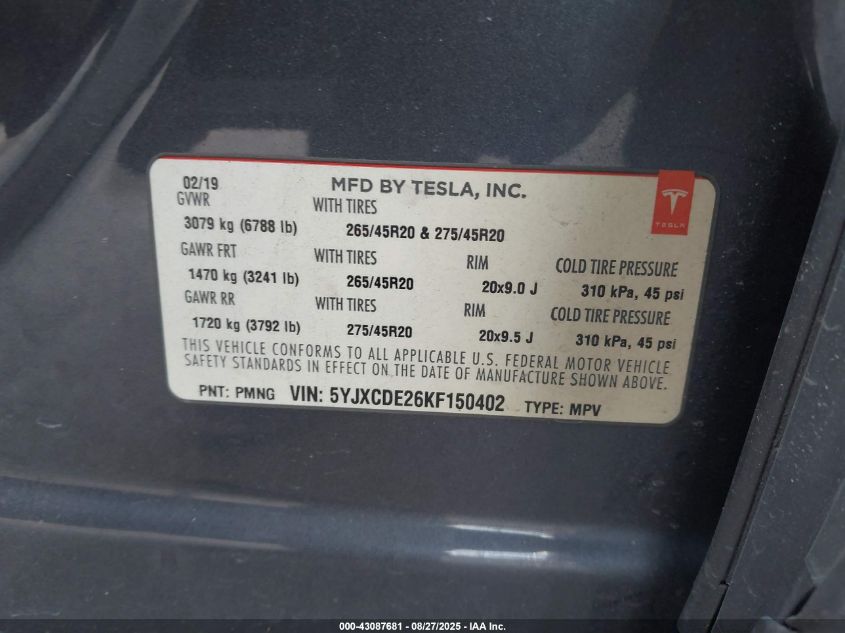 02/19
MFD BY TESLA, INC.
GVWR
WITH TIRES
3079 kg (6788 lb)
265/45R20 & 275/45R20
TESLA
GAWR FRT
WITH TIRES
RIM
COLD TIRE PRESSURE
1470 kg (3241 lb)
265/45R20
20x9.0 J
310 kPa, 45 psi
GAWR RR
WITH TIRES
RIM
COLD TIRE PRESSURE
1720 kg (3792 lb)
275/45R20
20x9.5 J
310 kPa, 45 psi
THIS VEHICLE CONFORMS TO ALL APPLICABLE U.S. FEDERAL MOTOR VEHICLE
SAFETY STANDARDS IN EFFECT ON THE DATE OF MANUFACTURE SHOWN ABOVE.
PNT: PMNG VIN: 5YJXCDE26KF150402 TYPE: MPV
000-43087681 - 08/27/2025 - IAA Inc.